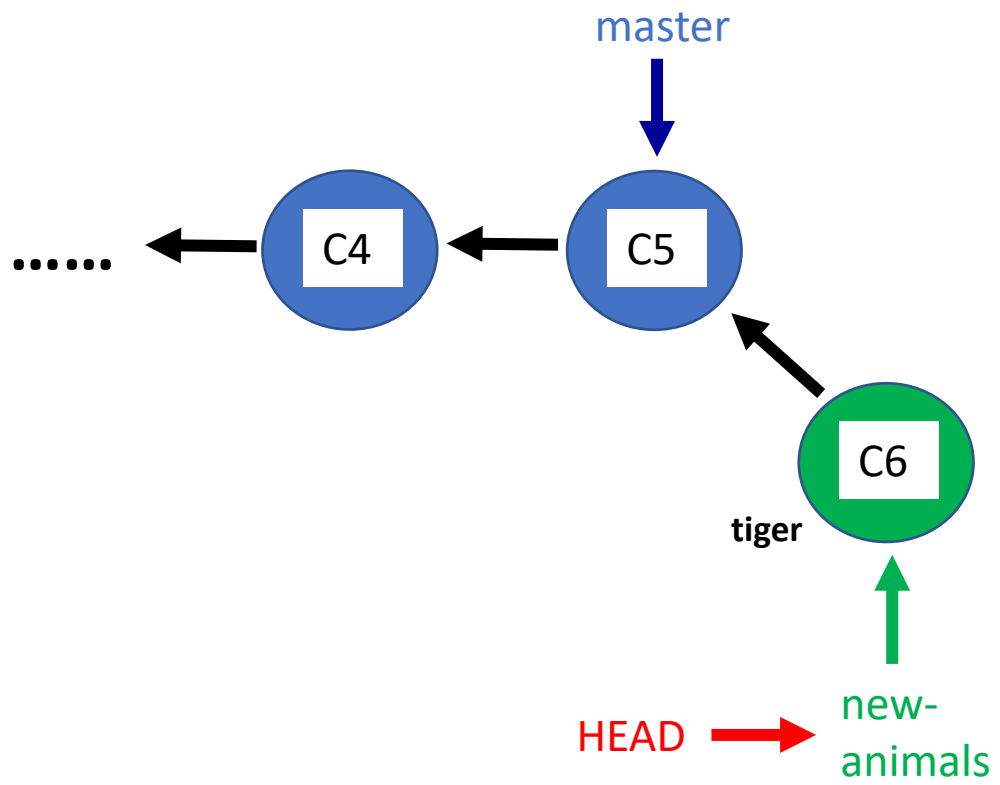 master
...... C4 C5
C6
tiger
HEAD new-
animals